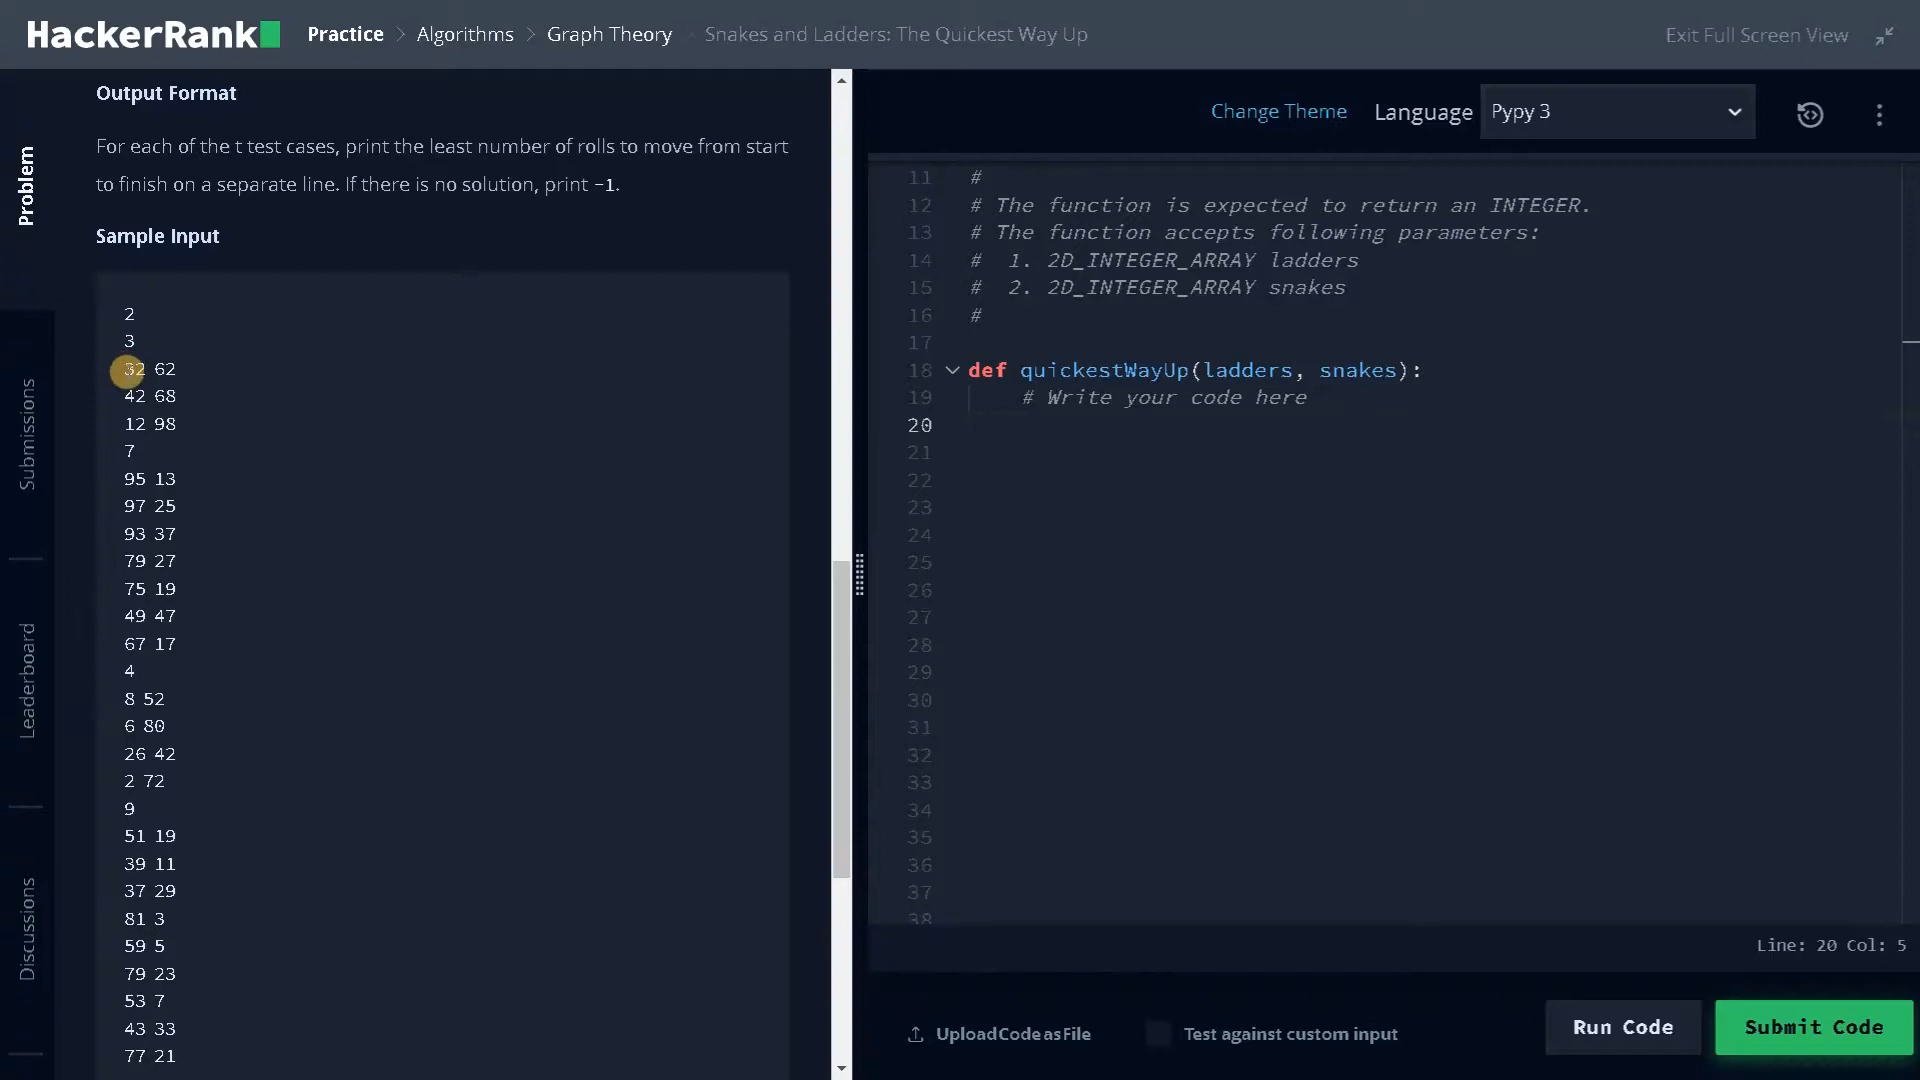 HackerRank Practice > Algorithms > Graph Theory > Snakes and Ladders: The Quickest Way Up Exit Full Screen View
Problem
Submissions
Leaderboard
Discussions
Output Format
For each of the t test cases, print the least number of rolls to move from start
to finish on a separate line. If there is no solution, print -1.
Sample Input
2
3
32 62
42 68
12 98
7
95 13
97 25
93 37
79 27
75 19
49 47
67 17
4
8 52
6 80
26 42
2 72
9
51 19
39 11
37 29
81 3
59 5
79 23
53 7
43 33
77 21
Change Theme Language Pypy 3
11 #
12 # The function is expected to return an INTEGER.
13 # The function accepts following parameters:
14 # 1. 2D_INTEGER_ARRAY ladders
15 # 2. 2D_INTEGER_ARRAY snakes
16 #
17
18 def quickestWayUp(ladders, snakes):
19 # Write your code here
20
21
22
23
24
25
26
27
28
29
30
31
32
33
34
35
36
37
38
Line: 20 Col: 5
Upload Code as File Test against custom input Run Code Submit Code